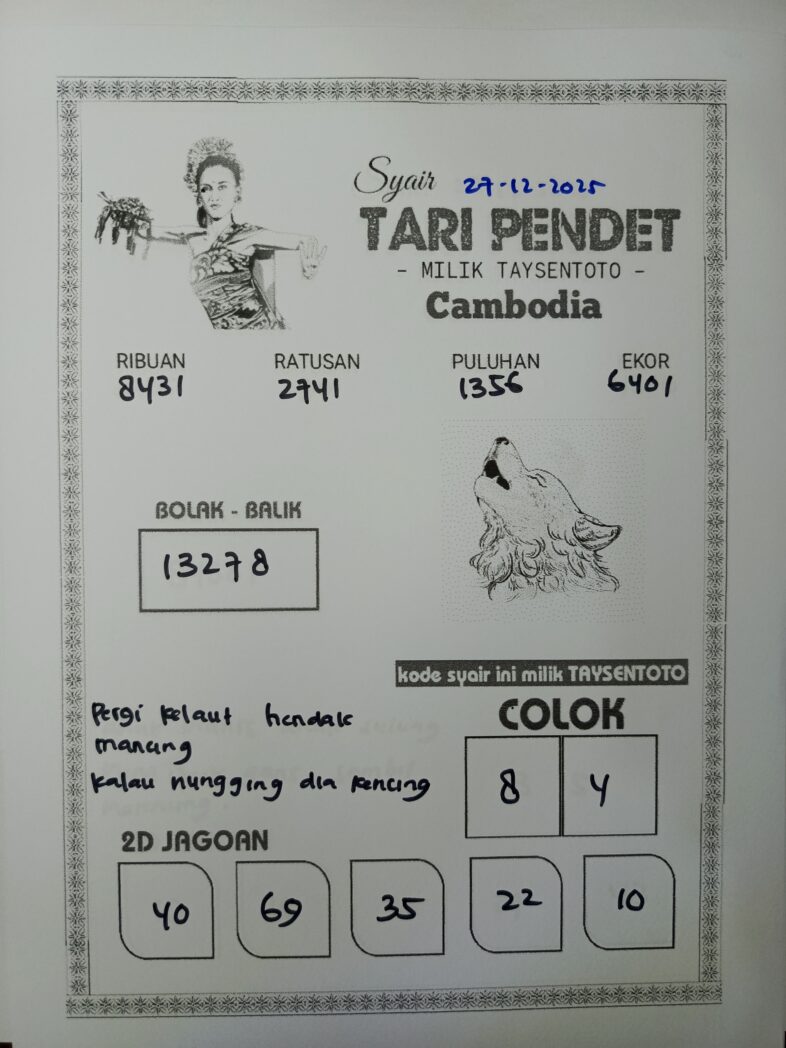 Syair 27-12-2025
TARI PENDET
- MILIK TAYSENTOTO -
Cambodia
RIBUAN RATUSAN PULUHAN EKOR
8431 2741 1356 6401
BOLAK - BALIK
13278
kode syair ini milik TAYSENTOTO
Pergi kelaut hendak
mancing
kalau nungging dia kencing
COLOK
8 4
2D JAGOAN
40 69 35 22 10